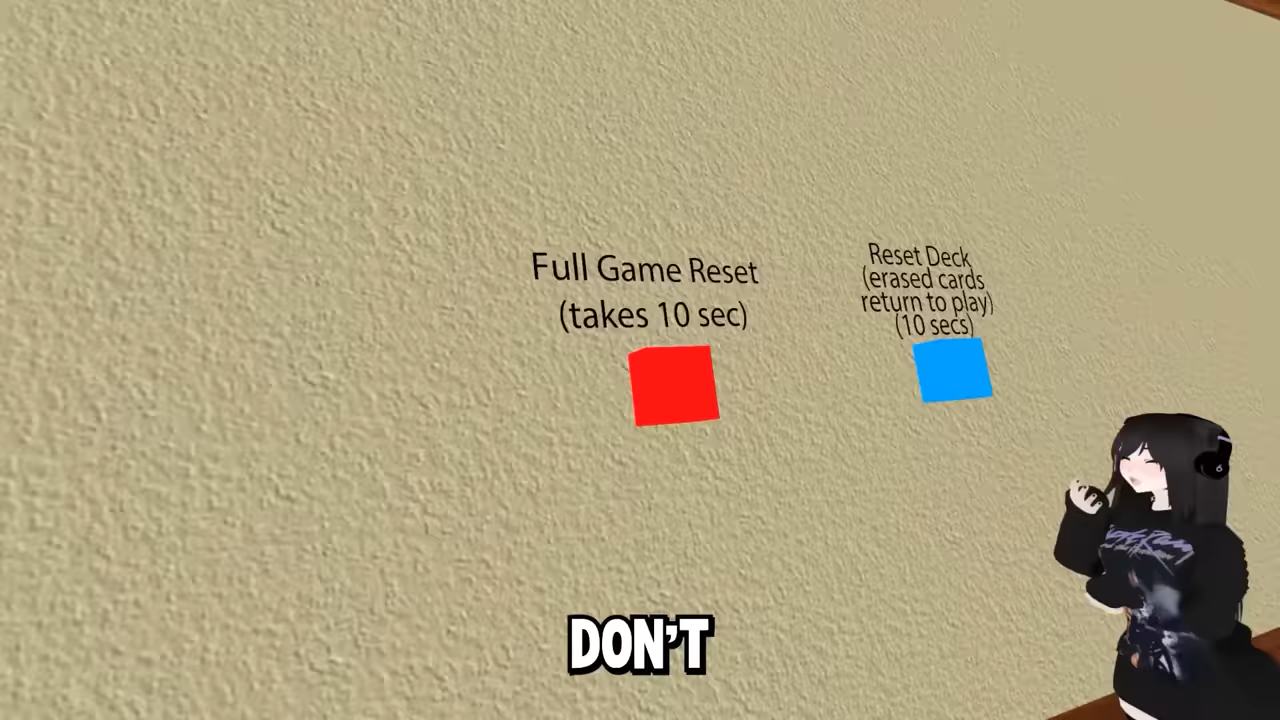 Full Game Reset
(takes 10 sec)
Reset Deck
(erased cards
return to play)
(10 secs)
DON'T